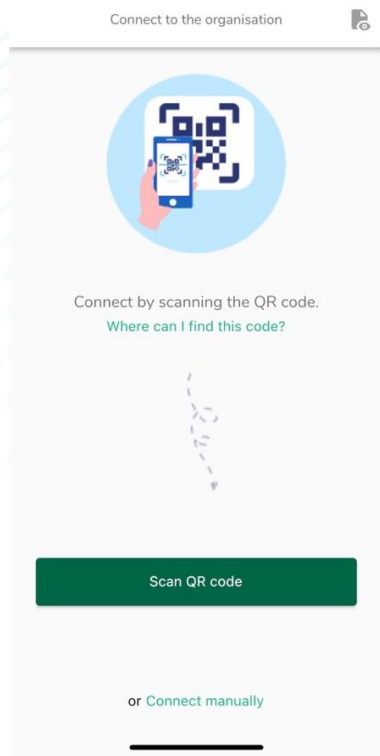 Connect to the organisation
Connect by scanning the QR code.
Where can I find this code?
Scan QR code
or Connect manually